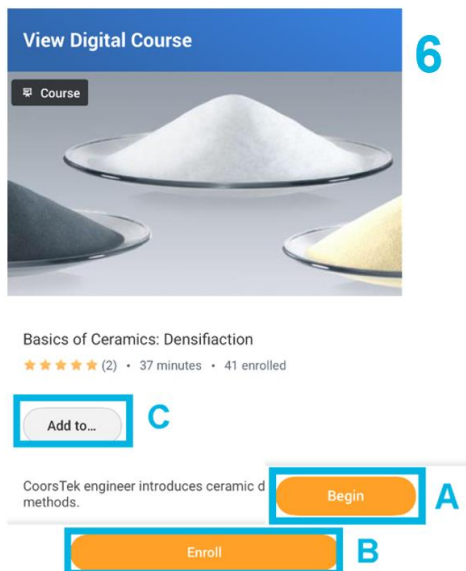 View Digital Course
6
Course
Basics of Ceramics: Densifiaction
(2) • 37 minutes • 41 enrolled
Add to...
C
CoorsTek engineer introduces ceramic d
methods.
Begin
A
Enroll
B